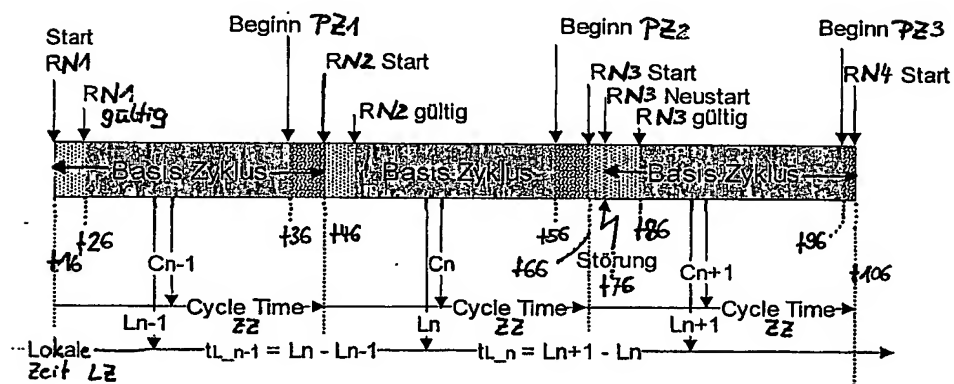 Start
RN1
Beginn PZ1
Beginn PZ2
Beginn PZ3
RN2 Start
RN3 Start
RN4 Start
RN1
gültig
RN3 Neustart
RN2 gültig
RN3 gültig
Basis Zyklus
Basis Zyklus
Basis Zyklus
t16
t26
t36
t46
t56
t66
t76
t86
t96
t106
Störung
Cn-1
Cn
Cn+1
Cycle Time
ZZ
Cycle Time
ZZ
Cycle Time
ZZ
Ln-1
Ln
Ln+1
Lokale
Zeit LZ
tL_n-1 = Ln - Ln-1
tL_n = Ln+1 - Ln